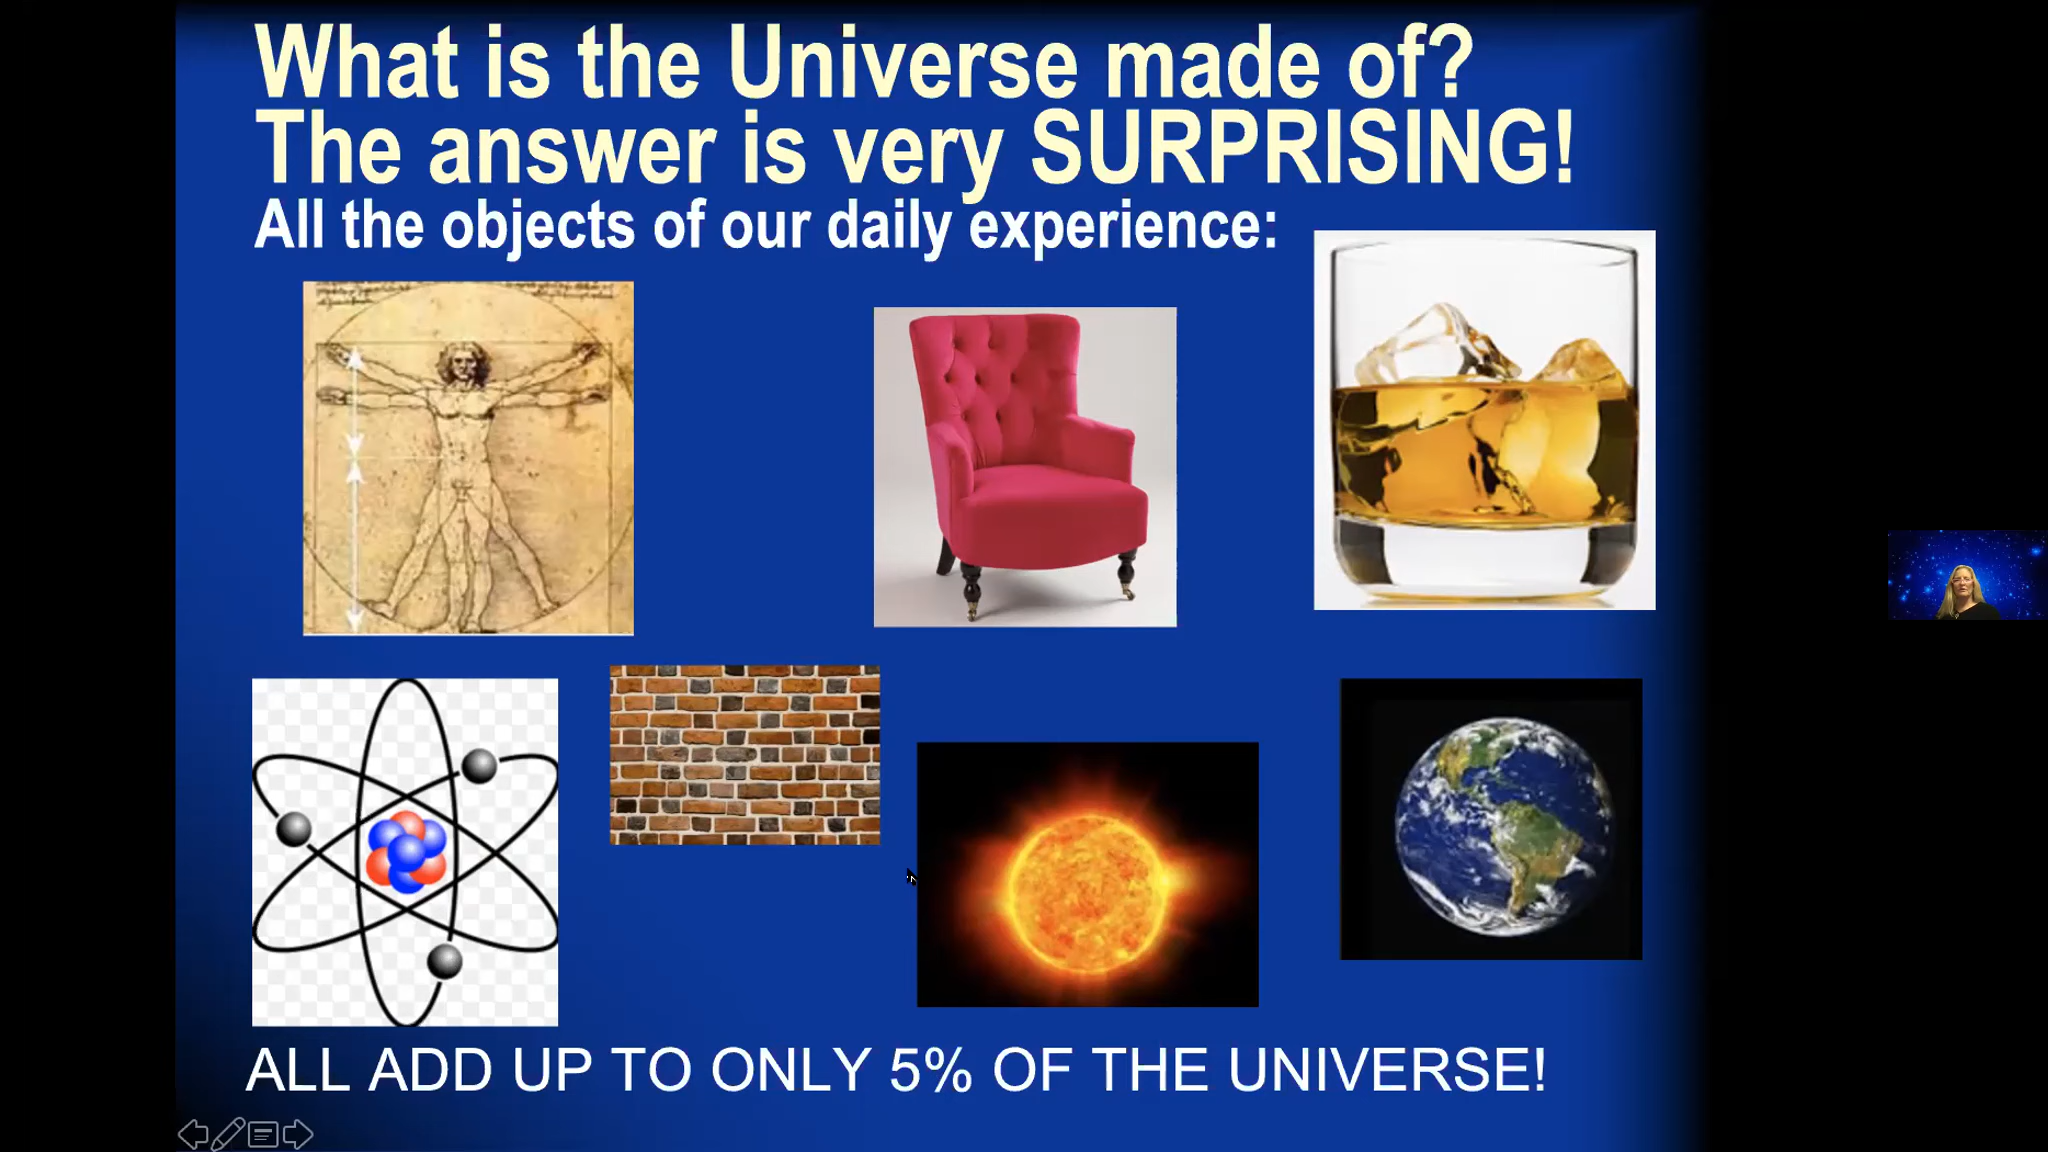 What is the Universe made of?
The answer is very SURPRISING!
All the objects of our daily experience:
ALL ADD UP TO ONLY 5% OF THE UNIVERSE!